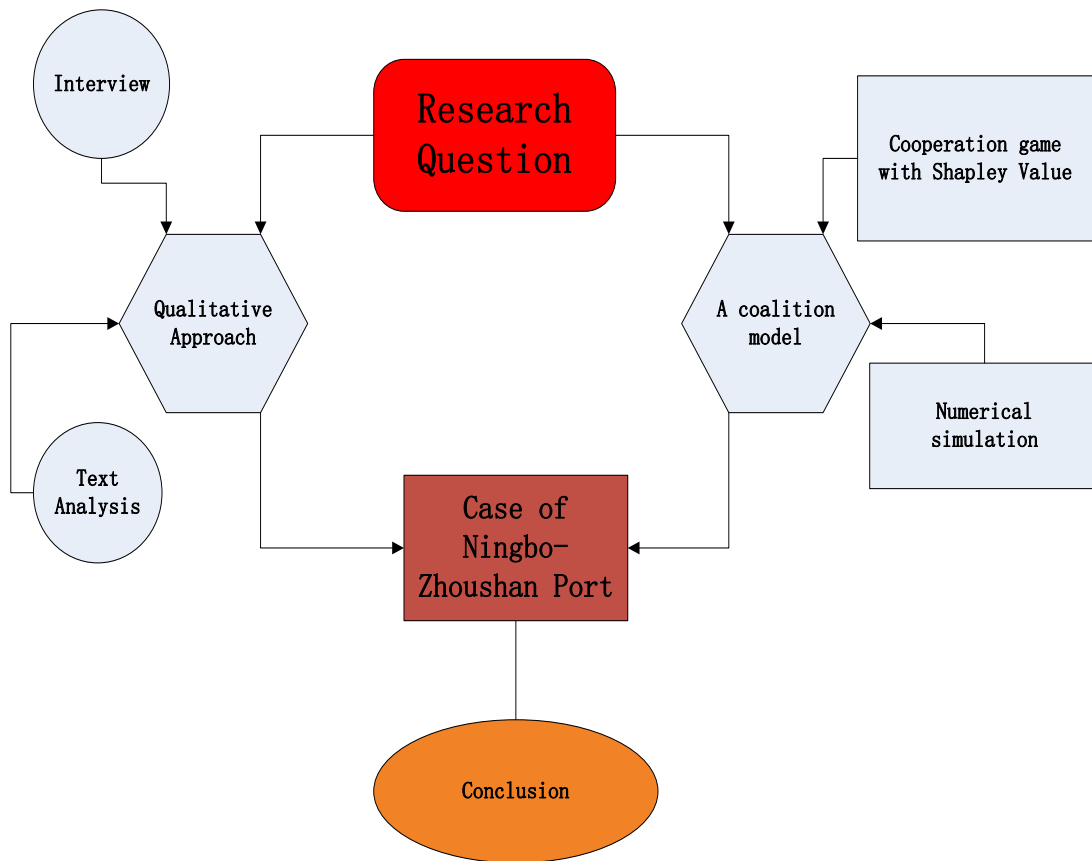 Interview
Research
Question
Cooperation game
with Shapley Value
Qualitative
Approach
A coalition
model
Numerical
simulation
Text
Analysis
Case of
Ningbo-
Zhoushan Port
Conclusion